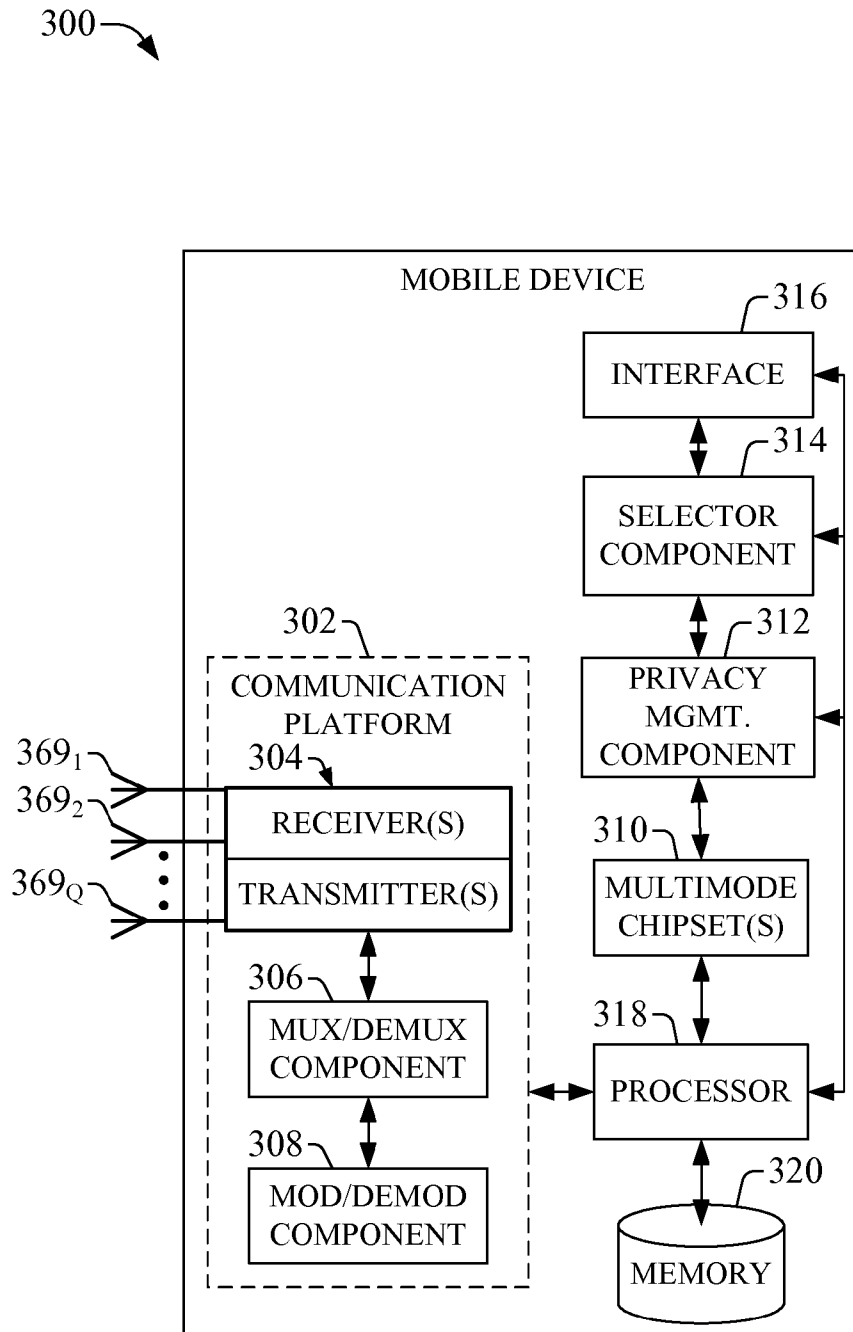 300
MOBILE DEVICE
316
INTERFACE
314
SELECTOR
COMPONENT
302
312
COMMUNICATION
PLATFORM
PRIVACY
MGMT.
COMPONENT
369₁
304
RECEIVER(S)
369₂
310
TRANSMITTER(S)
369Q
MULTIMODE
CHIPSET(S)
306
MUX/DEMUX
COMPONENT
318
PROCESSOR
308
MOD/DEMOD
COMPONENT
320
MEMORY